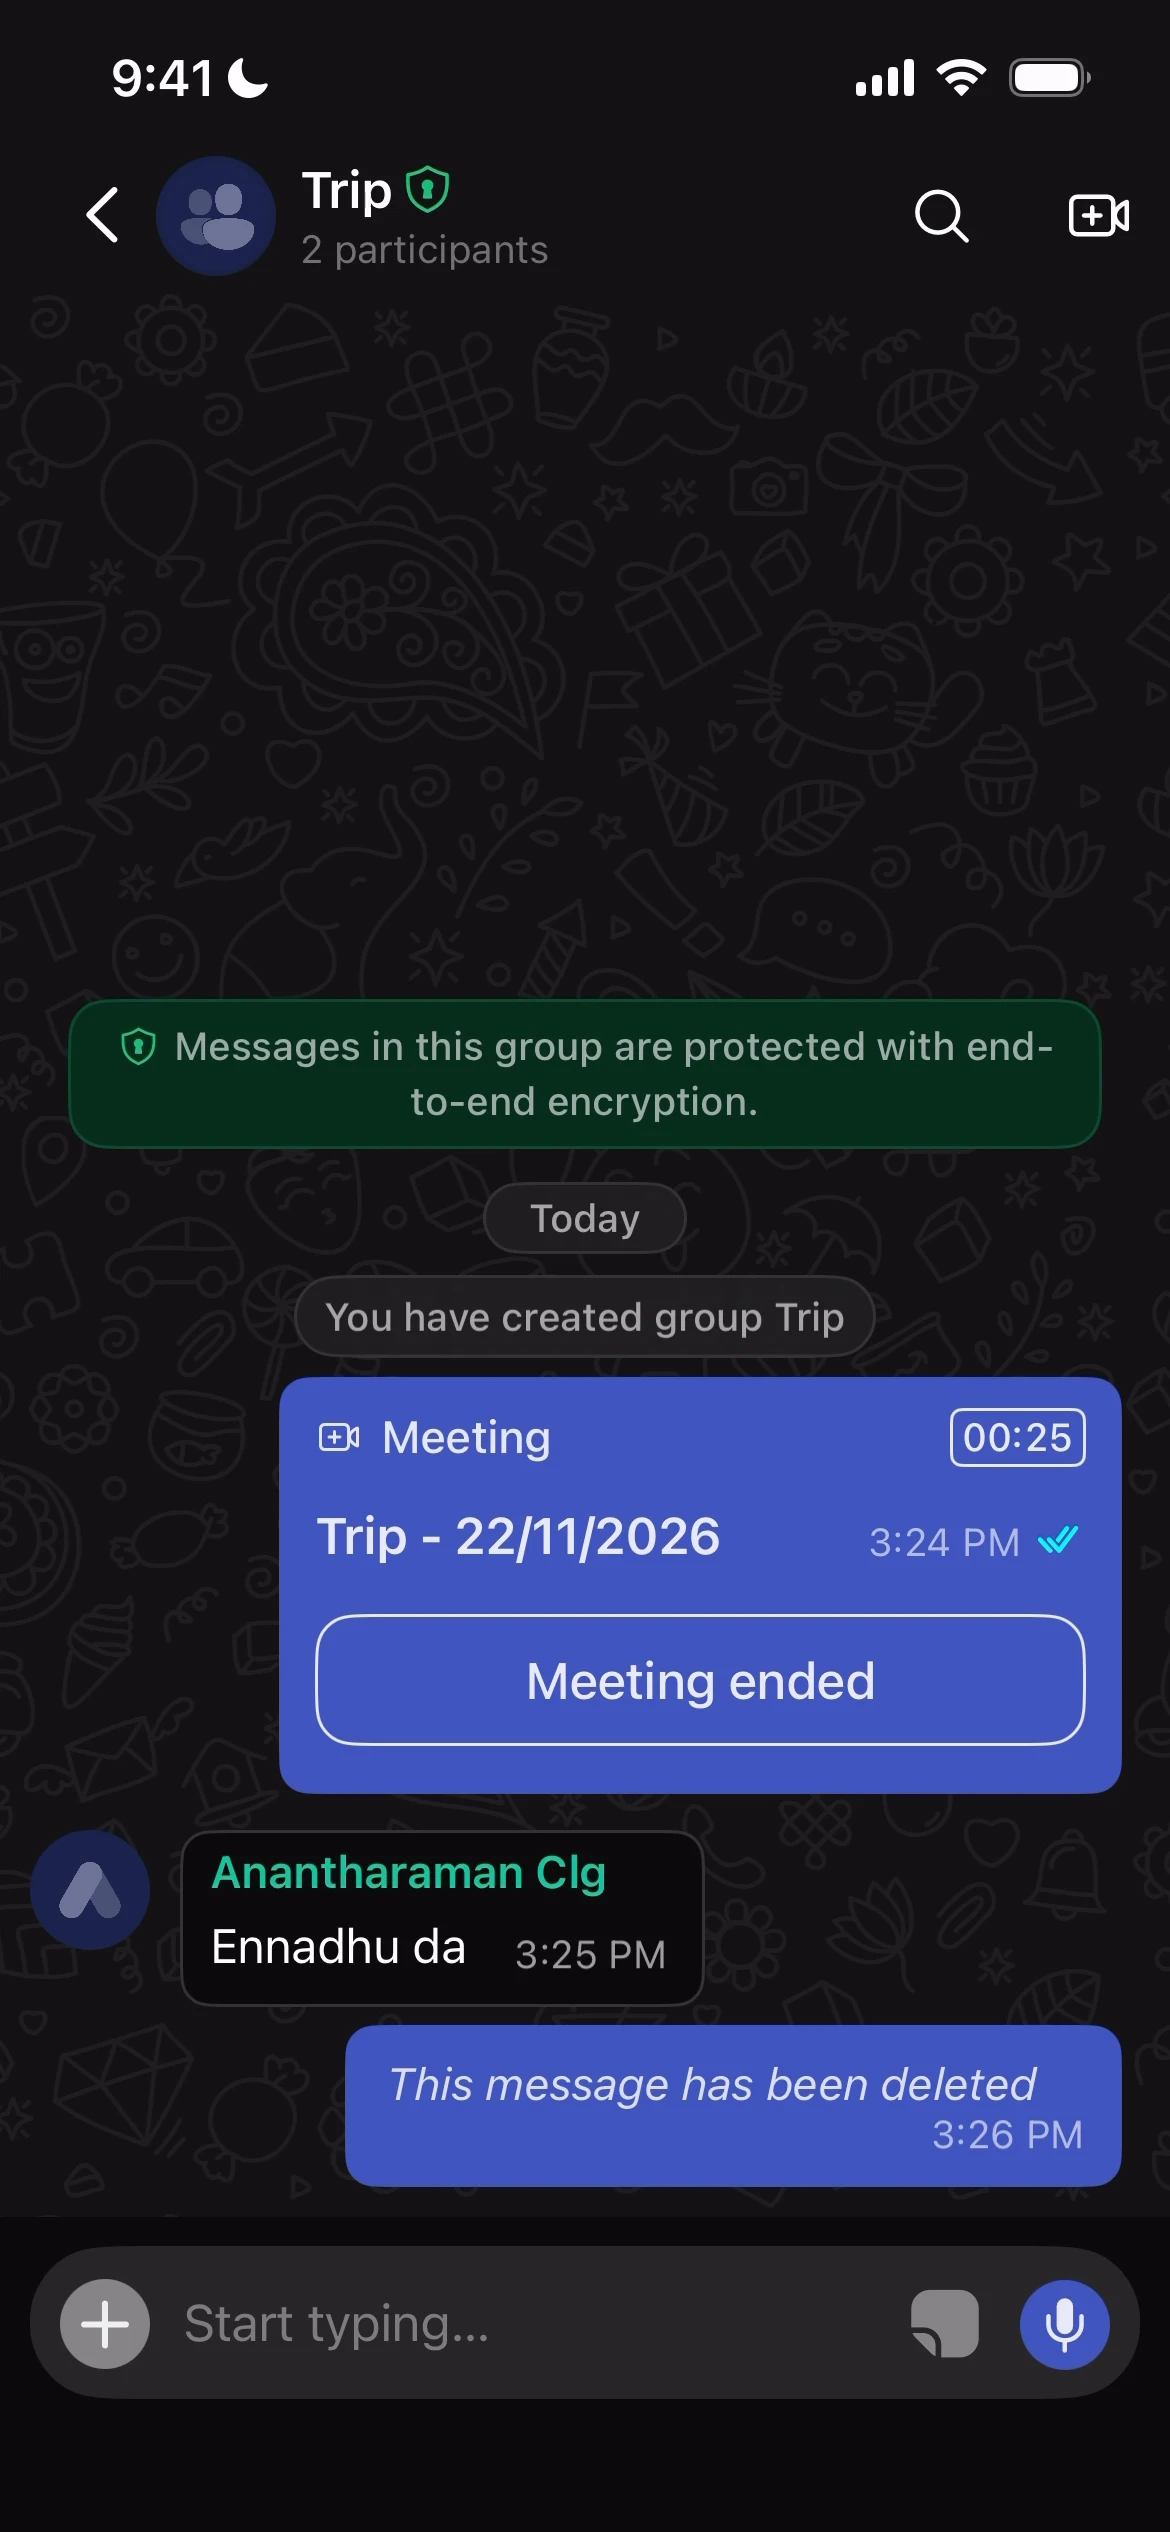 9:41
Trip
2 participants
Messages in this group are protected with end-
to-end encryption.
Today
You have created group Trip
Meeting
00:25
Trip - 22/11/2026
3:24 PM
Meeting ended
Anantharaman Clg
Ennadhu da
3:25 PM
This message has been deleted
3:26 PM
Start typing...